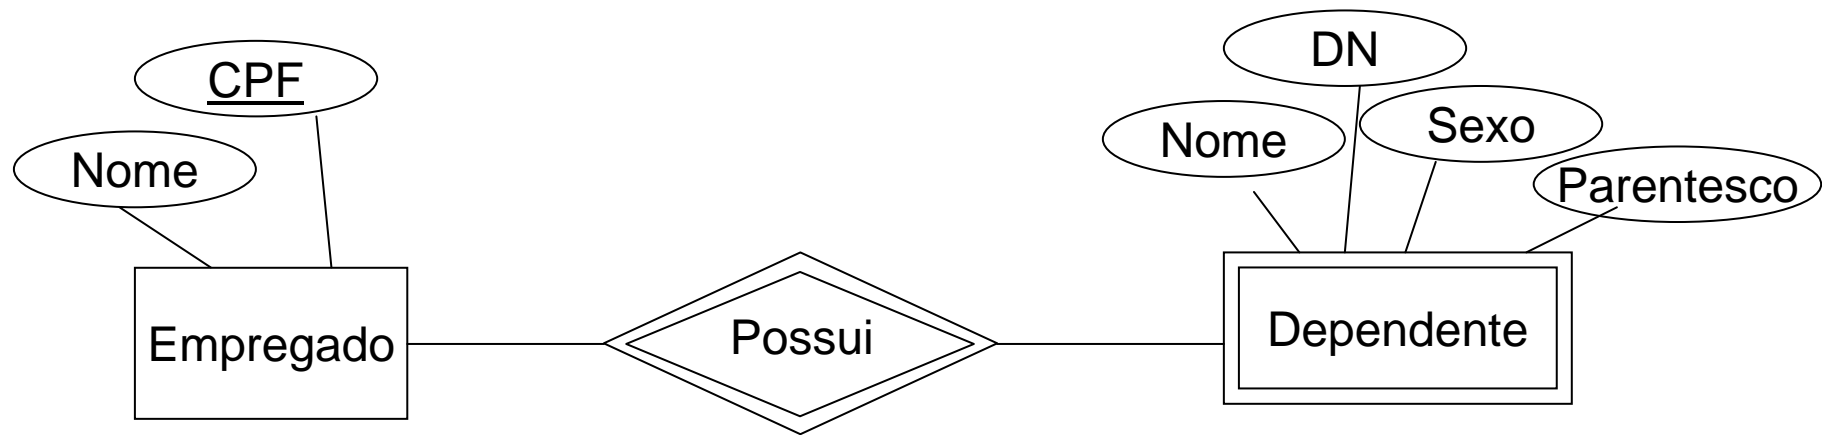 CPF
Nome
DN
Nome
Sexo
Parentesco
Empregado
Possui
Dependente